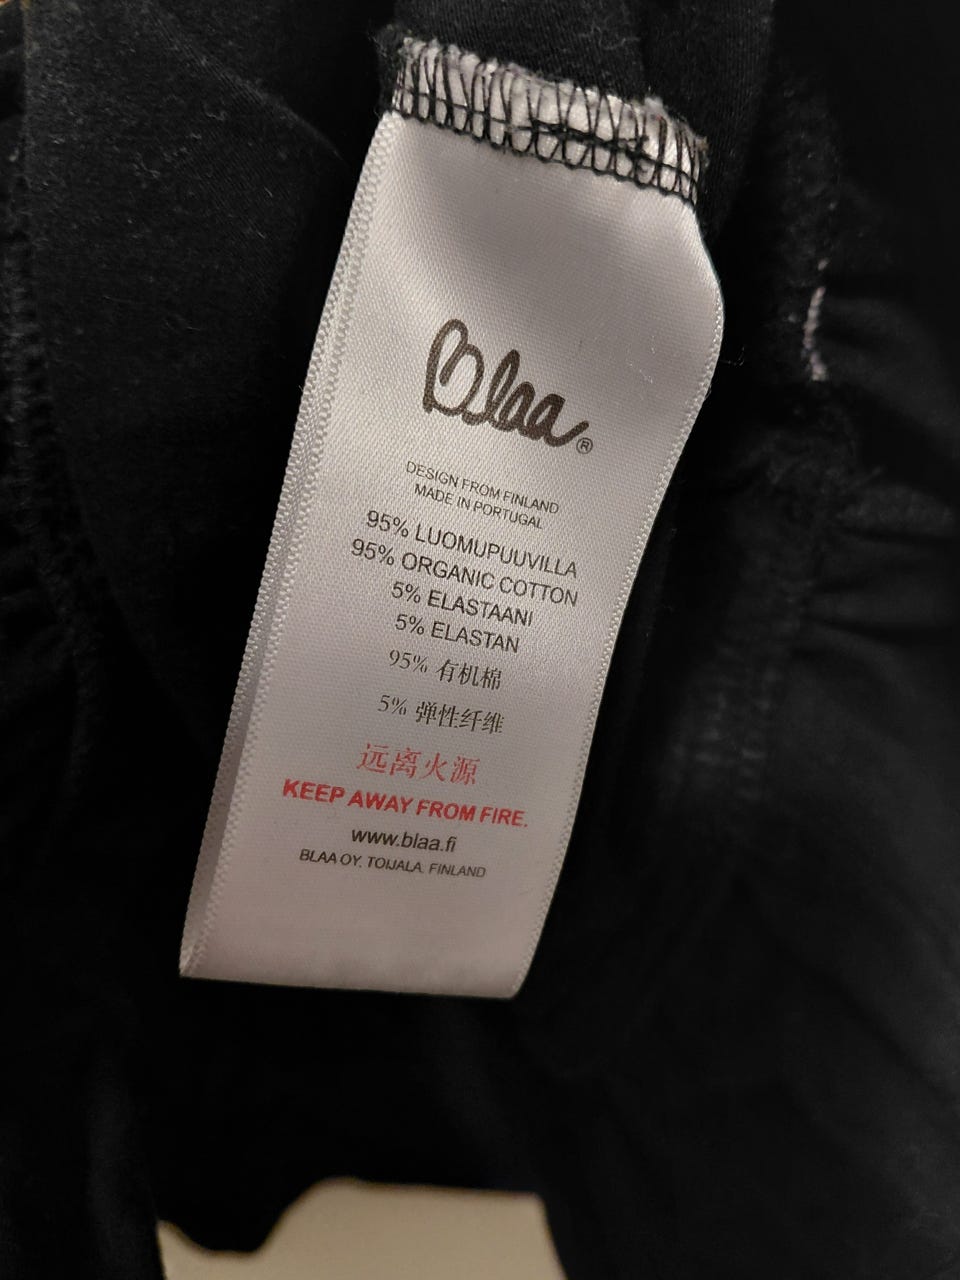 Blaa®
DESIGN FROM FINLAND
MADE IN PORTUGAL
95% LUOMUPUUVILLA
95% ORGANIC COTTON
5% ELASTAANI
5% ELASTAN
95% 有机棉
5% 弹性纤维
远离火源
KEEP AWAY FROM FIRE.
www.blaa.fi
BLAA OY, TOIJALA, FINLAND